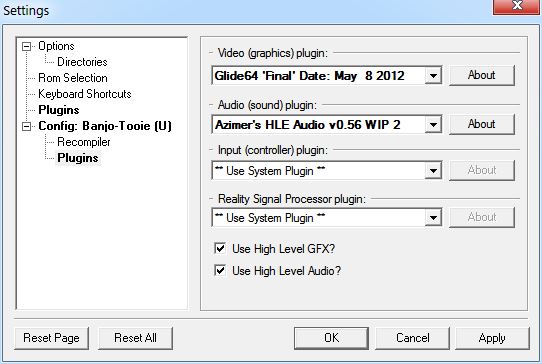 Settings
Options
Directories
Rom Selection
Keyboard Shortcuts
Plugins
Config: Banjo-Tooie (U)
Recompiler
Plugins
Video (graphics) plugin:
Glide64 'Final' Date: May 8 2012
About
Audio (sound) plugin:
Azimer's HLE Audio v0.56 WIP 2
About
Input (controller) plugin:
** Use System Plugin **
About
Reality Signal Processor plugin:
** Use System Plugin **
About
Use High Level GFX?
Use High Level Audio?
Reset Page
Reset All
OK
Cancel
Apply